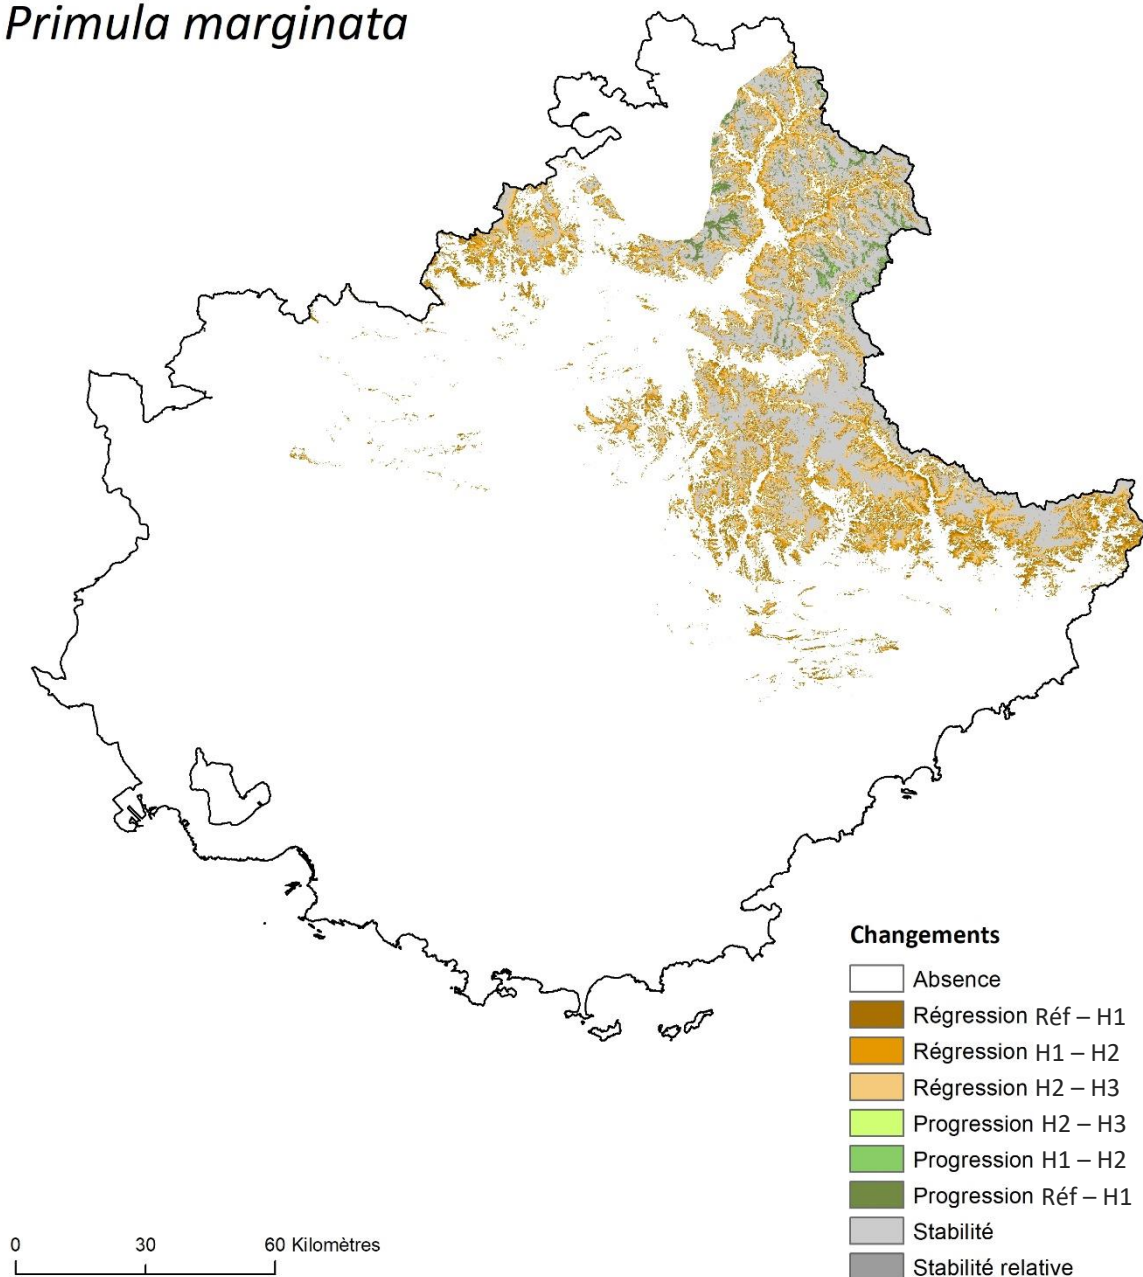 Primula marginata
Changements
Absence
Régression Réf – H1
Régression H1 – H2
Régression H2 – H3
Progression H2 – H3
Progression H1 – H2
Progression Réf – H1
Stabilité
Stabilité relative
0 30 60 Kilomètres